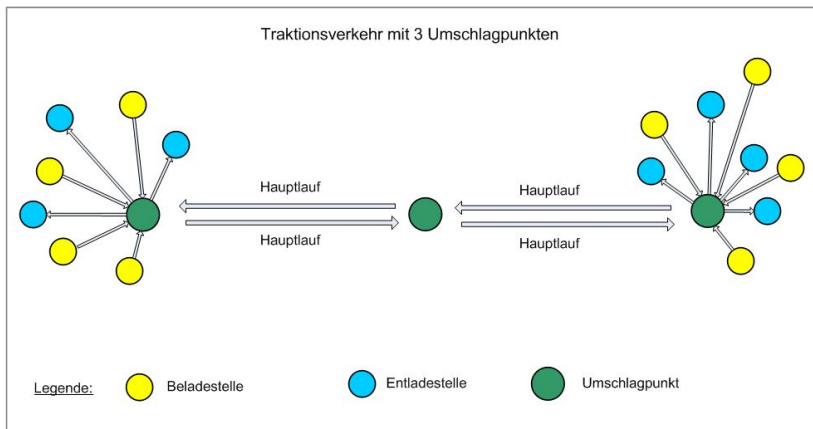 Traktionsverkehr mit 3 Umschlagpunkten
Hauptlauf
Hauptlauf
Hauptlauf
Hauptlauf
Legende:
Beladestelle
Entladestelle
Umschlagpunkt